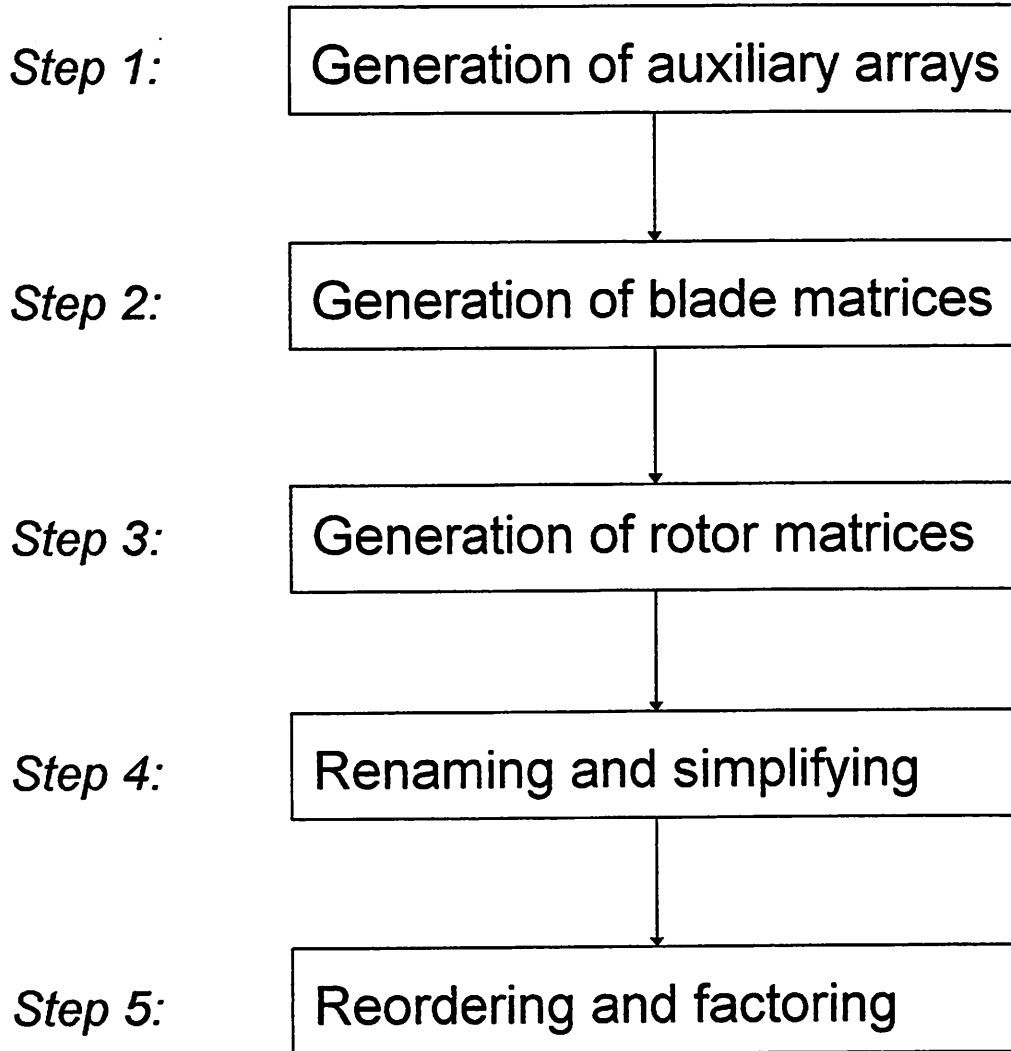 Step 1: Generation of auxiliary arrays
Step 2: Generation of blade matrices
Step 3: Generation of rotor matrices
Step 4: Renaming and simplifying
Step 5: Reordering and factoring